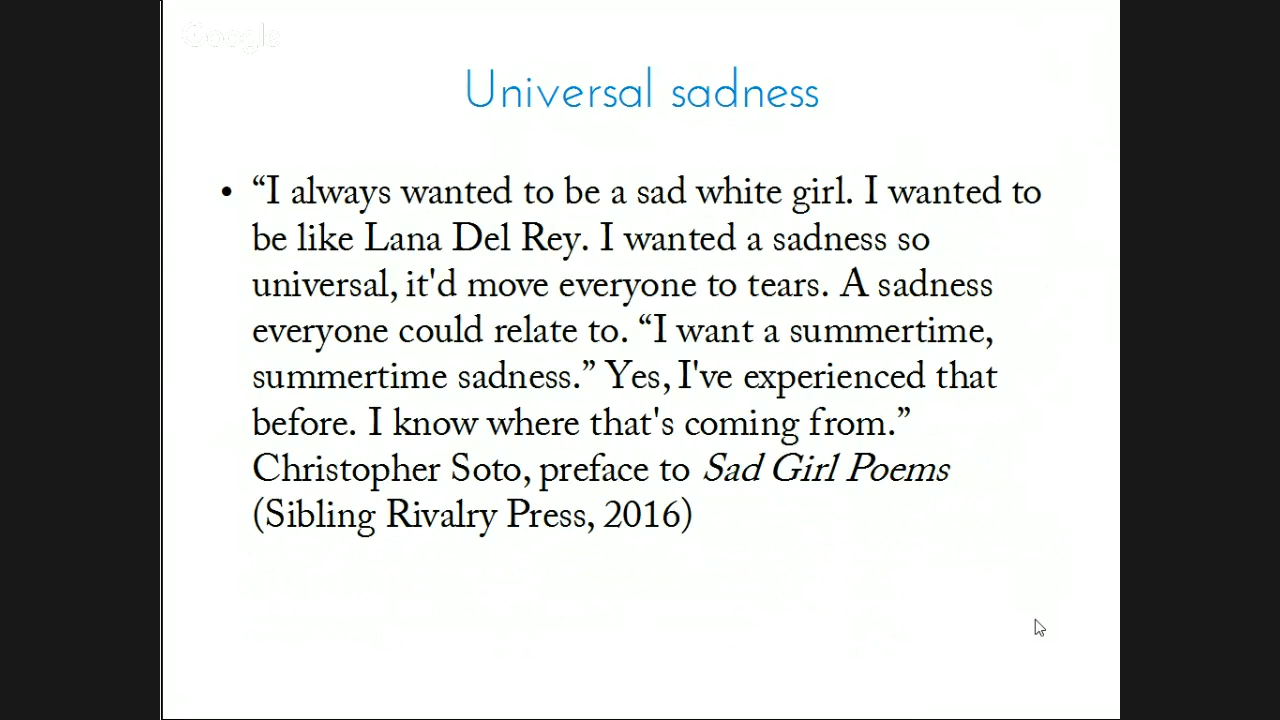 Google
Universal sadness
• “I always wanted to be a sad white girl. I wanted to
be like Lana Del Rey. I wanted a sadness so
universal, it'd move everyone to tears. A sadness
everyone could relate to. “I want a summertime,
summertime sadness.” Yes, I've experienced that
before. I know where that's coming from.”
Christopher Soto, preface to Sad Girl Poems
(Sibling Rivalry Press, 2016)